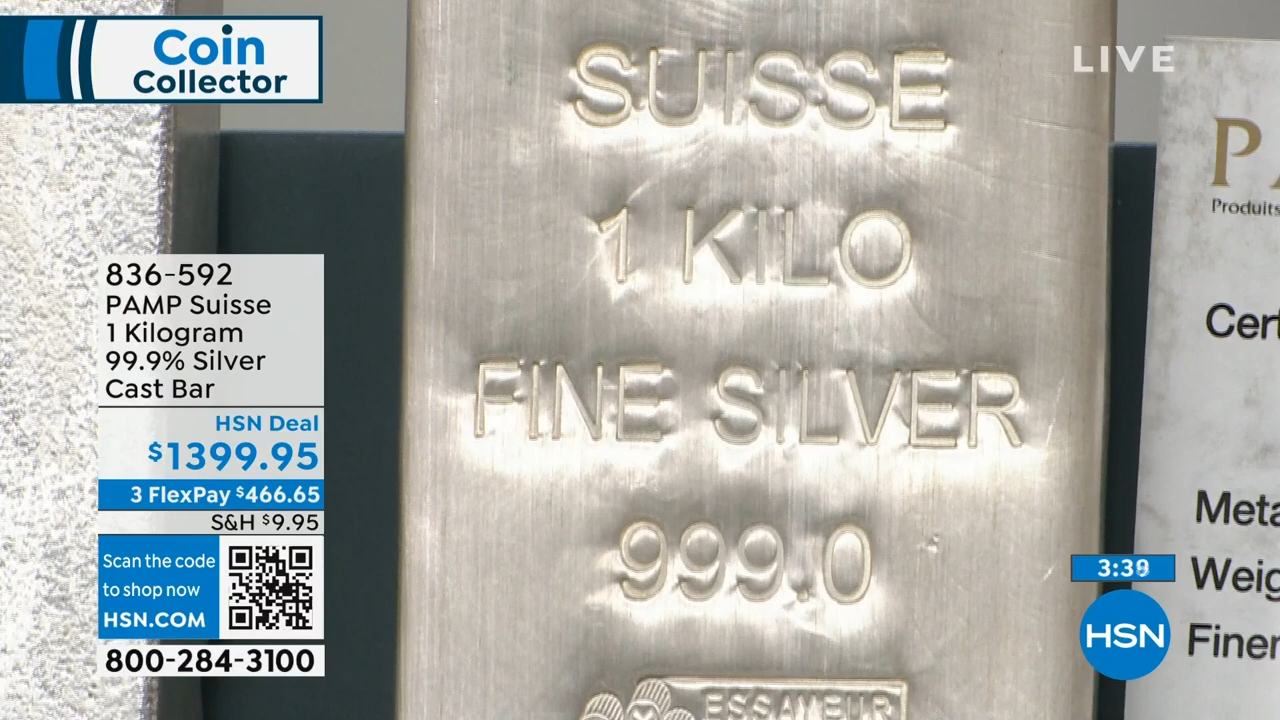 Coin
Collector
LIVE
SUISSE
1 KILO
FINE SILVER
999.0
ESSAYEUR
836-592
PAMP Suisse
1 Kilogram
99.9% Silver
Cast Bar
HSN Deal
$1399.95
3 FlexPay $466.65
S&H $9.95
Scan the code
to shop now
HSN.COM
800-284-3100
P
Produits
Cert
Meta
Weig
Finen
3:39
HSN